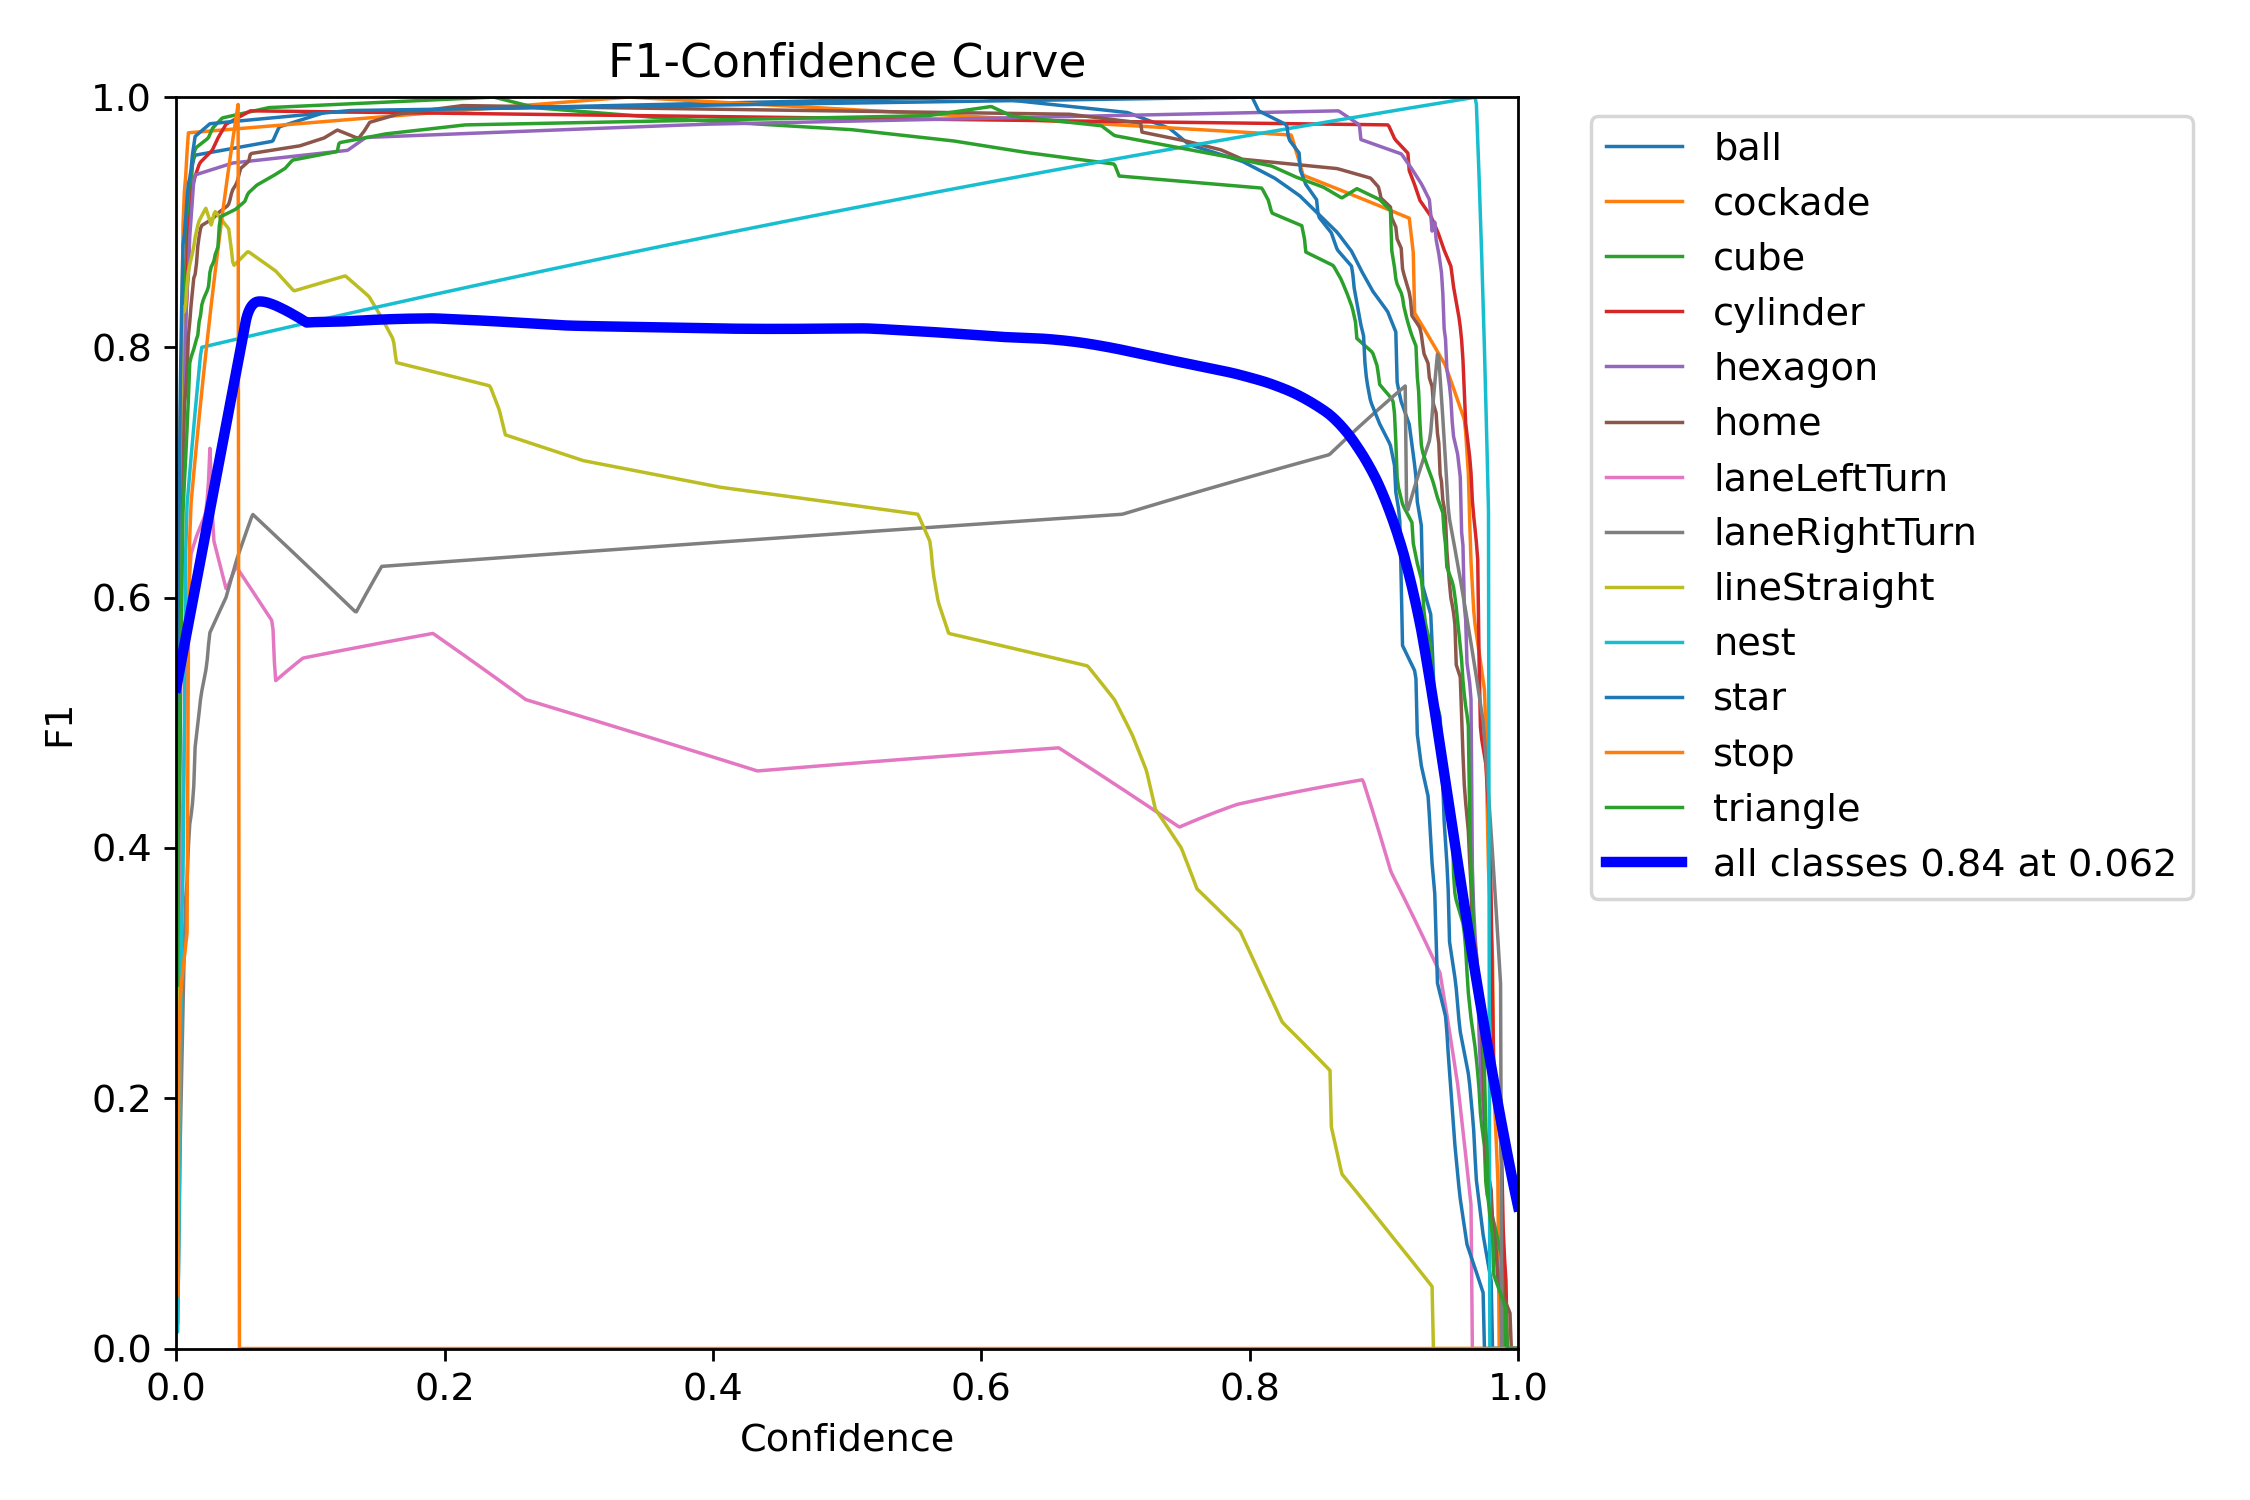 F1-Confidence Curve
1.0
0.8
0.6
0.4
0.2
0.0
F1
0.0 0.2 0.4 0.6 0.8 1.0
Confidence
ball
cockade
cube
cylinder
hexagon
home
laneLeftTurn
laneRightTurn
lineStraight
nest
star
stop
triangle
all classes 0.84 at 0.062